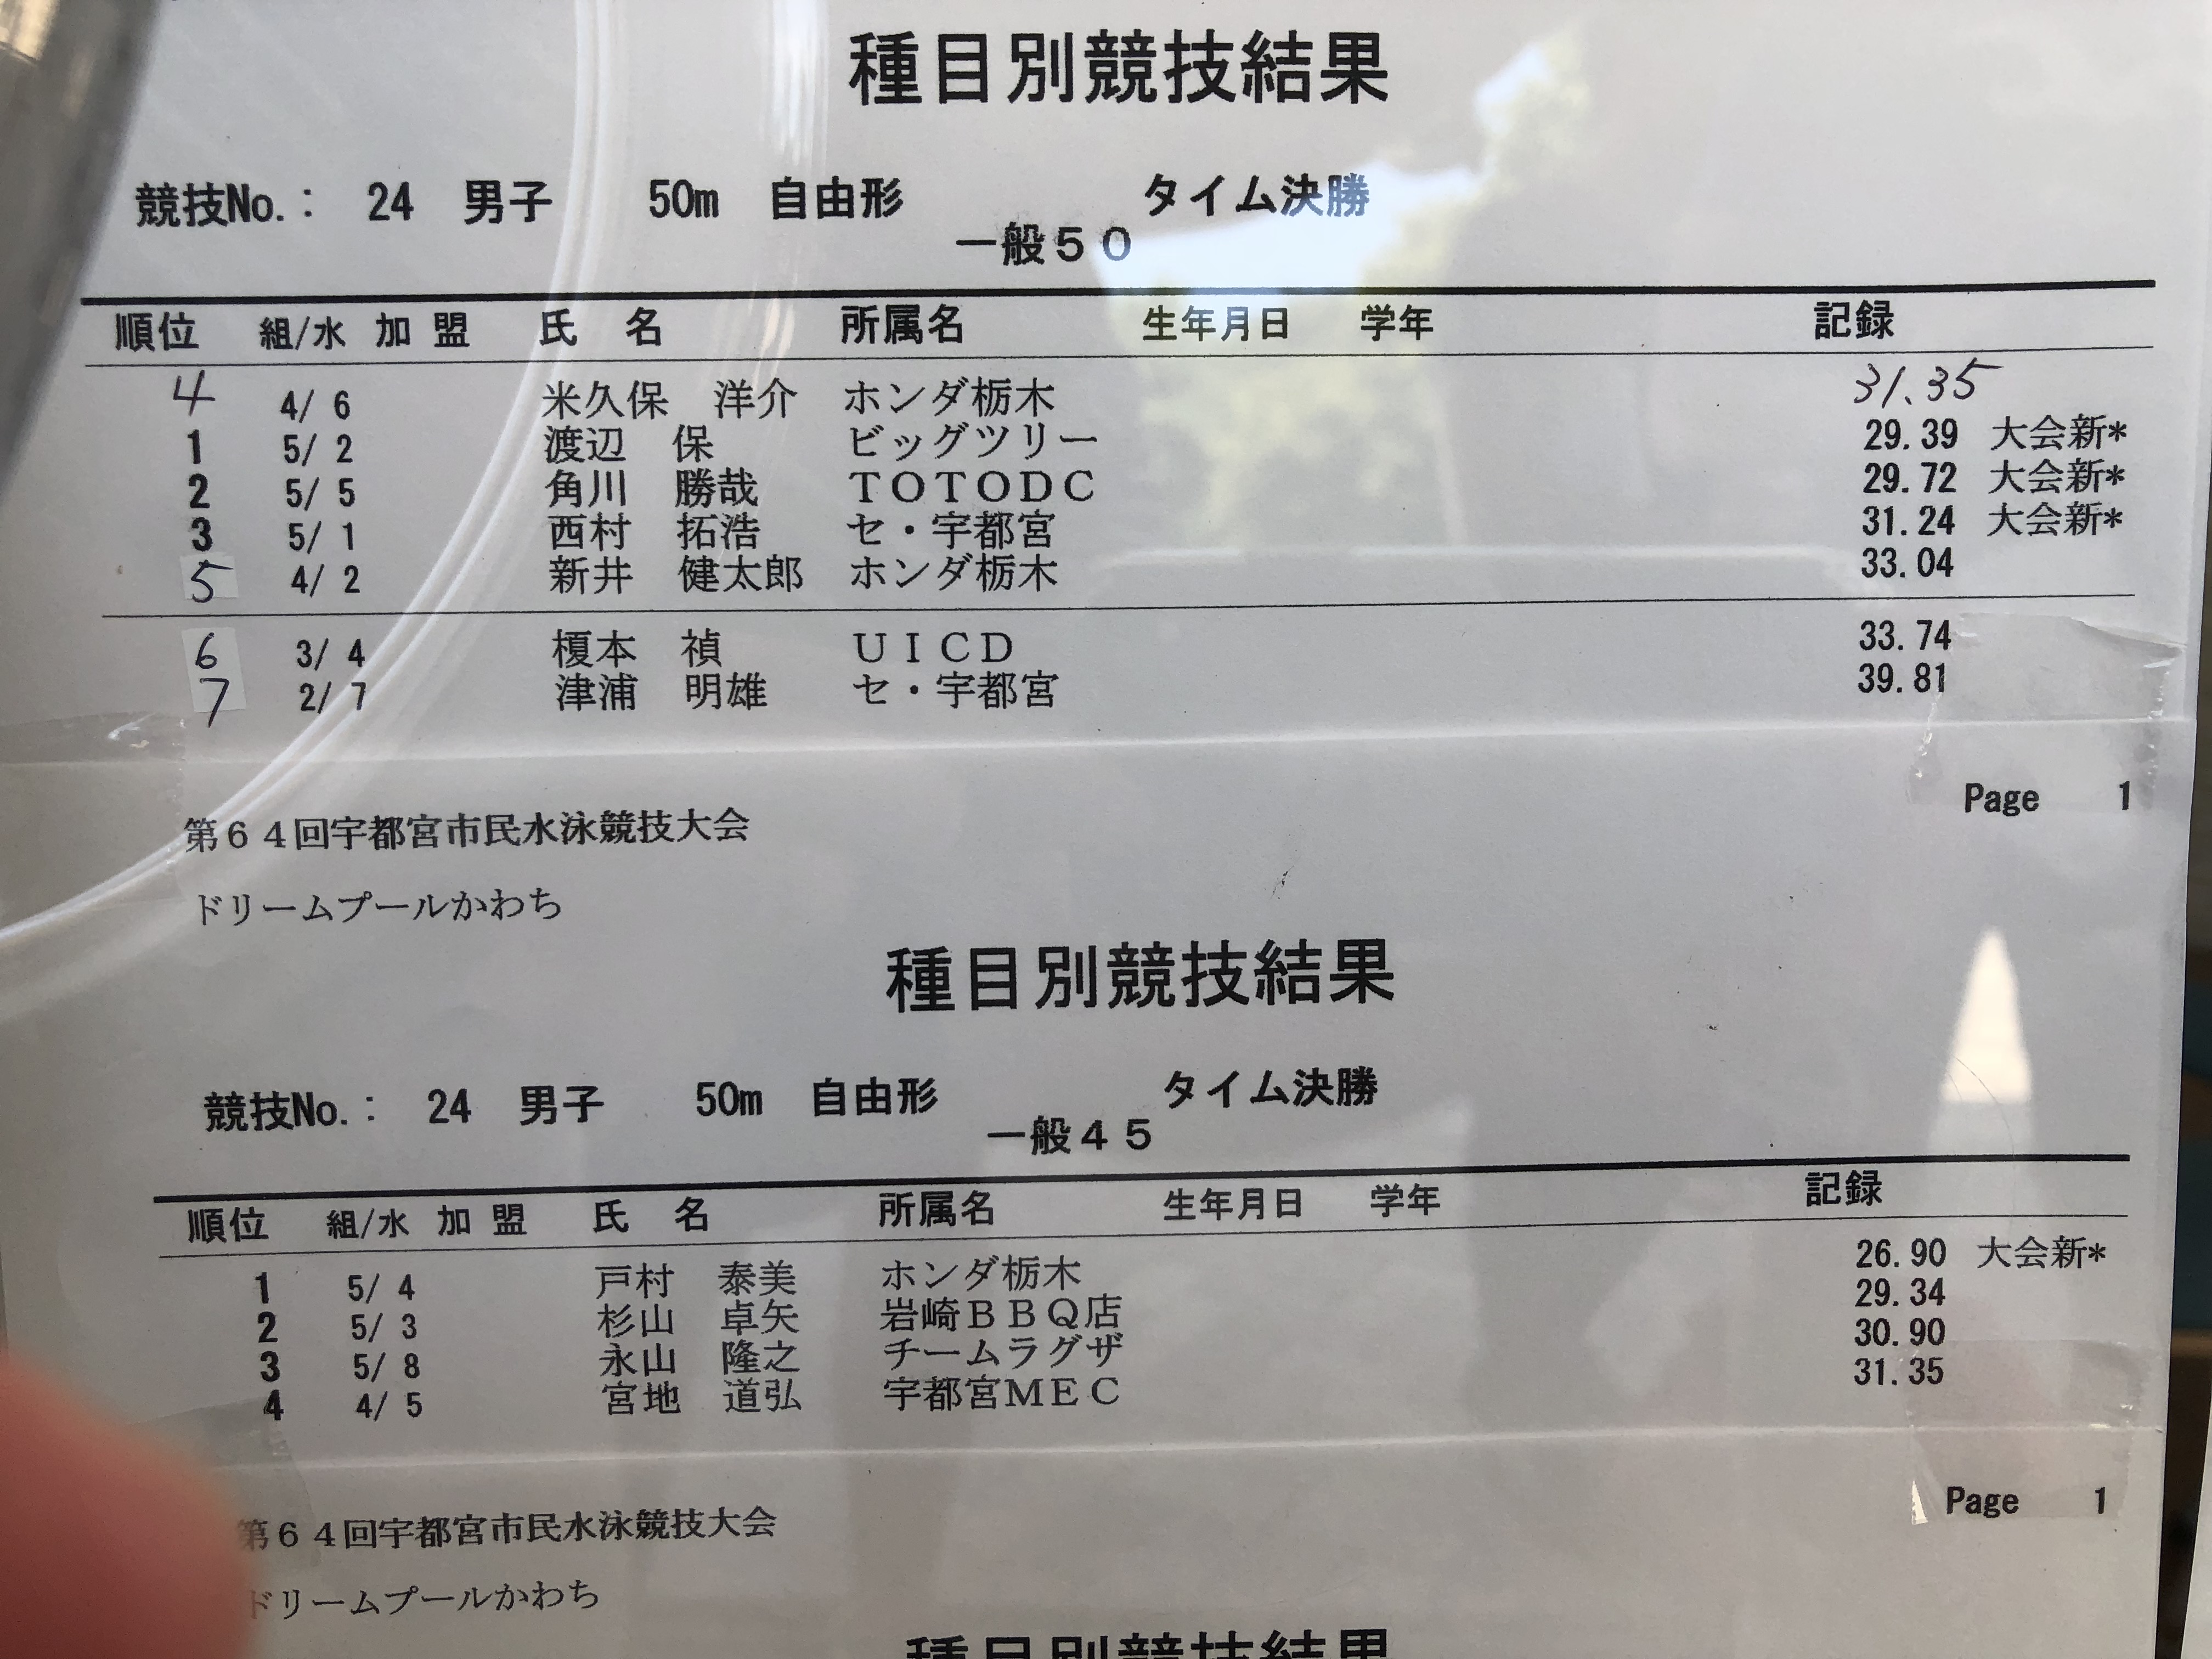 種目別競技結果
競技No.: 24 男子 50m 自由形 タイム決勝
一般50
順位 組/水 加盟 氏名 所属名 生年月日 学年 記録
4 4/ 6 米久保 洋介 ホンダ栃木 31.35
1 5/ 2 渡辺 保 ビッグツリー 29.39 大会新*
2 5/ 5 角川 勝哉 TOTODC 29.72 大会新*
3 5/ 1 西村 拓浩 セ・宇都宮 31.24 大会新*
5 4/ 2 新井 健太郎 ホンダ栃木 33.04
6 3/ 4 榎本 禎 UICD 33.74
7 2/ 7 津浦 明雄 セ・宇都宮 39.81
Page 1
第64回宇都宮市民水泳競技大会
ドリームプールかわち
種目別競技結果
競技No.: 24 男子 50m 自由形 タイム決勝
一般45
順位 組/水 加盟 氏名 所属名 生年月日 学年 記録
1 5/ 4 戸村 泰美 ホンダ栃木 26.90 大会新*
2 5/ 3 杉山 卓矢 岩崎BBQ店 29.34
3 5/ 8 永山 隆之 チームラグザ 30.90
4 4/ 5 宮地 道弘 宇都宮MEC 31.35
Page 1
第64回宇都宮市民水泳競技大会
ドリームプールかわち
種目別競技結果